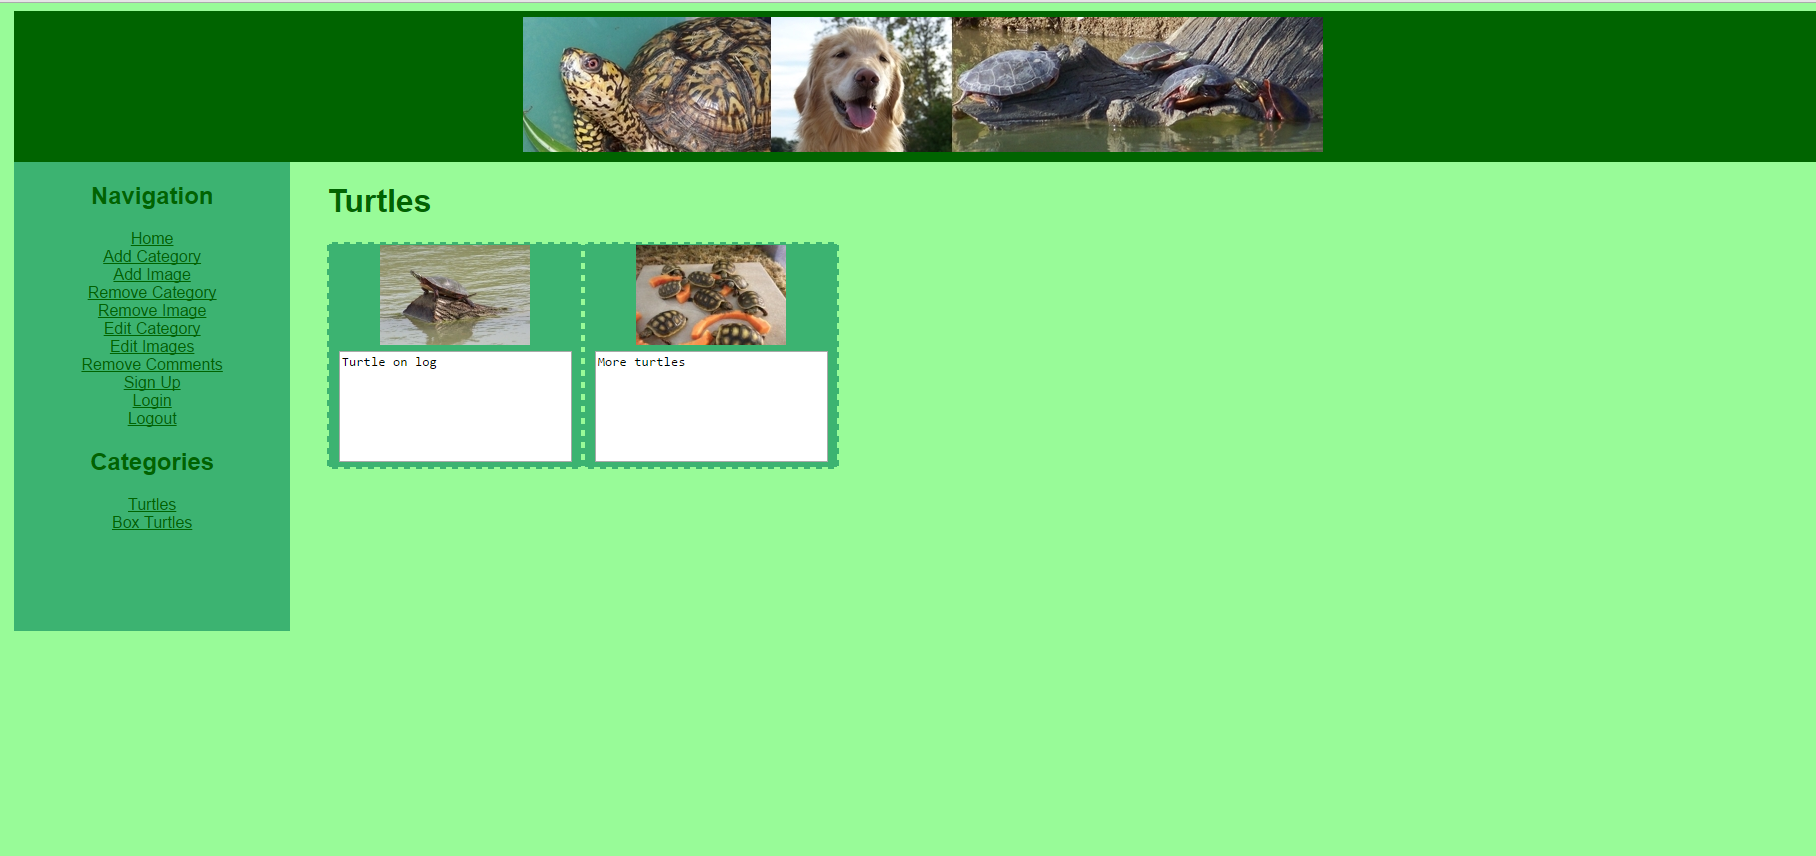 Navigation
Home
Add Category
Add Image
Remove Category
Remove Image
Edit Category
Edit Images
Remove Comments
Sign Up
Login
Logout
Categories
Turtles
Box Turtles
Turtles
Turtle on log
More turtles